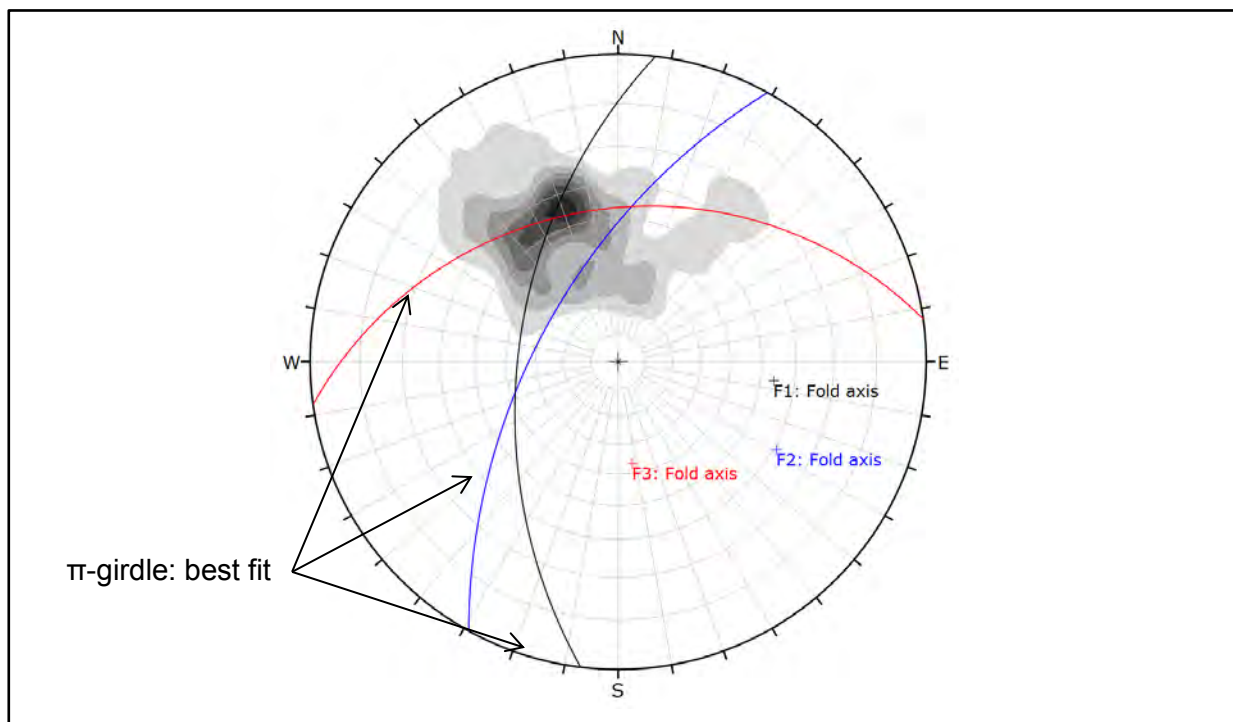 N
W
E
F1: Fold axis
F2: Fold axis
F3: Fold axis
π-girdle: best fit
S